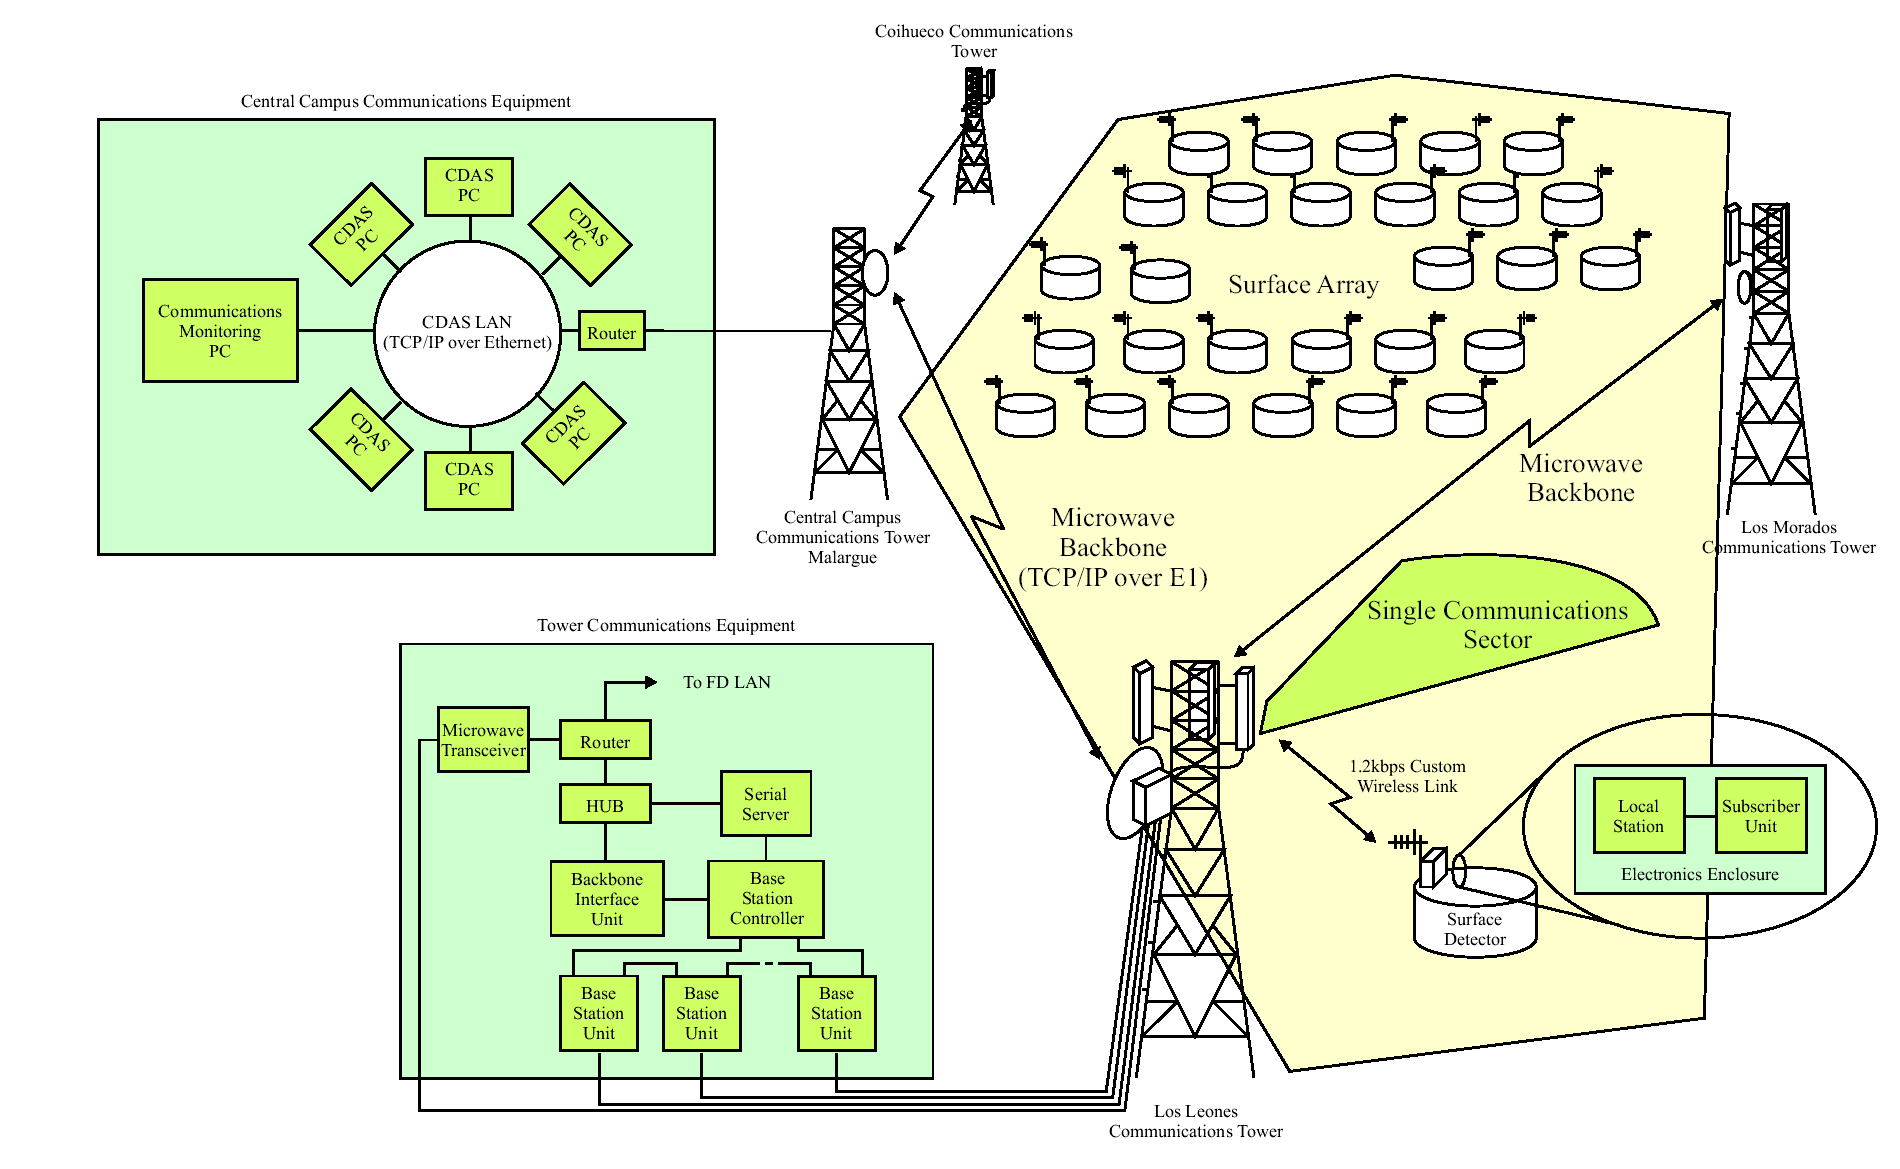 Coihueco Communications
Tower
Central Campus Communications Equipment
CDAS
PC
CDAS
PC
CDAS
PC
Communications
Monitoring
PC
CDAS LAN
(TCP/IP over Ethernet)
Router
CDAS
PC
CDAS
PC
CDAS
PC
Surface Array
Microwave
Backbone
Los Morados
Communications Tower
Central Campus
Communications Tower
Malargue
Microwave
Backbone
(TCP/IP over E1)
Single Communications
Sector
Tower Communications Equipment
To FD LAN
Microwave
Transceiver
Router
HUB
Serial
Server
Backbone
Interface
Unit
Base
Station
Controller
Base
Station
Unit
Base
Station
Unit
Base
Station
Unit
1.2kbps Custom
Wireless Link
Local
Station
Subscriber
Unit
Electronics Enclosure
Surface
Detector
Los Leones
Communications Tower